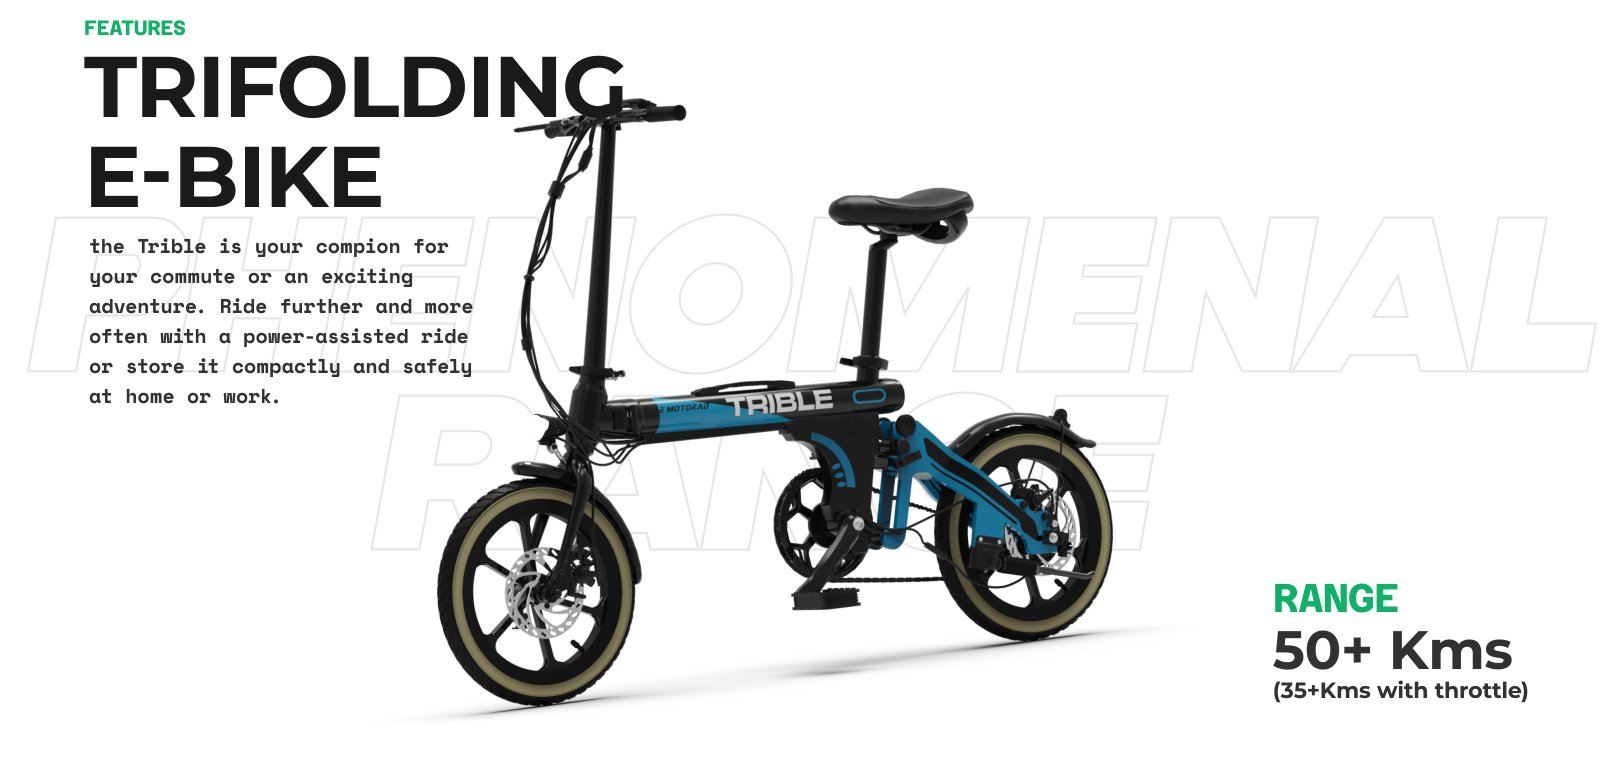 FEATURES
TRIFOLDING
E-BIKE
PHENOMENAL
RANGE
the Trible is your compion for
your commute or an exciting
adventure. Ride further and more
often with a power-assisted ride
or store it compactly and safely
at home or work.
E MOTORAD
TRIBLE
RANGE
50+ Kms
(35+Kms with throttle)